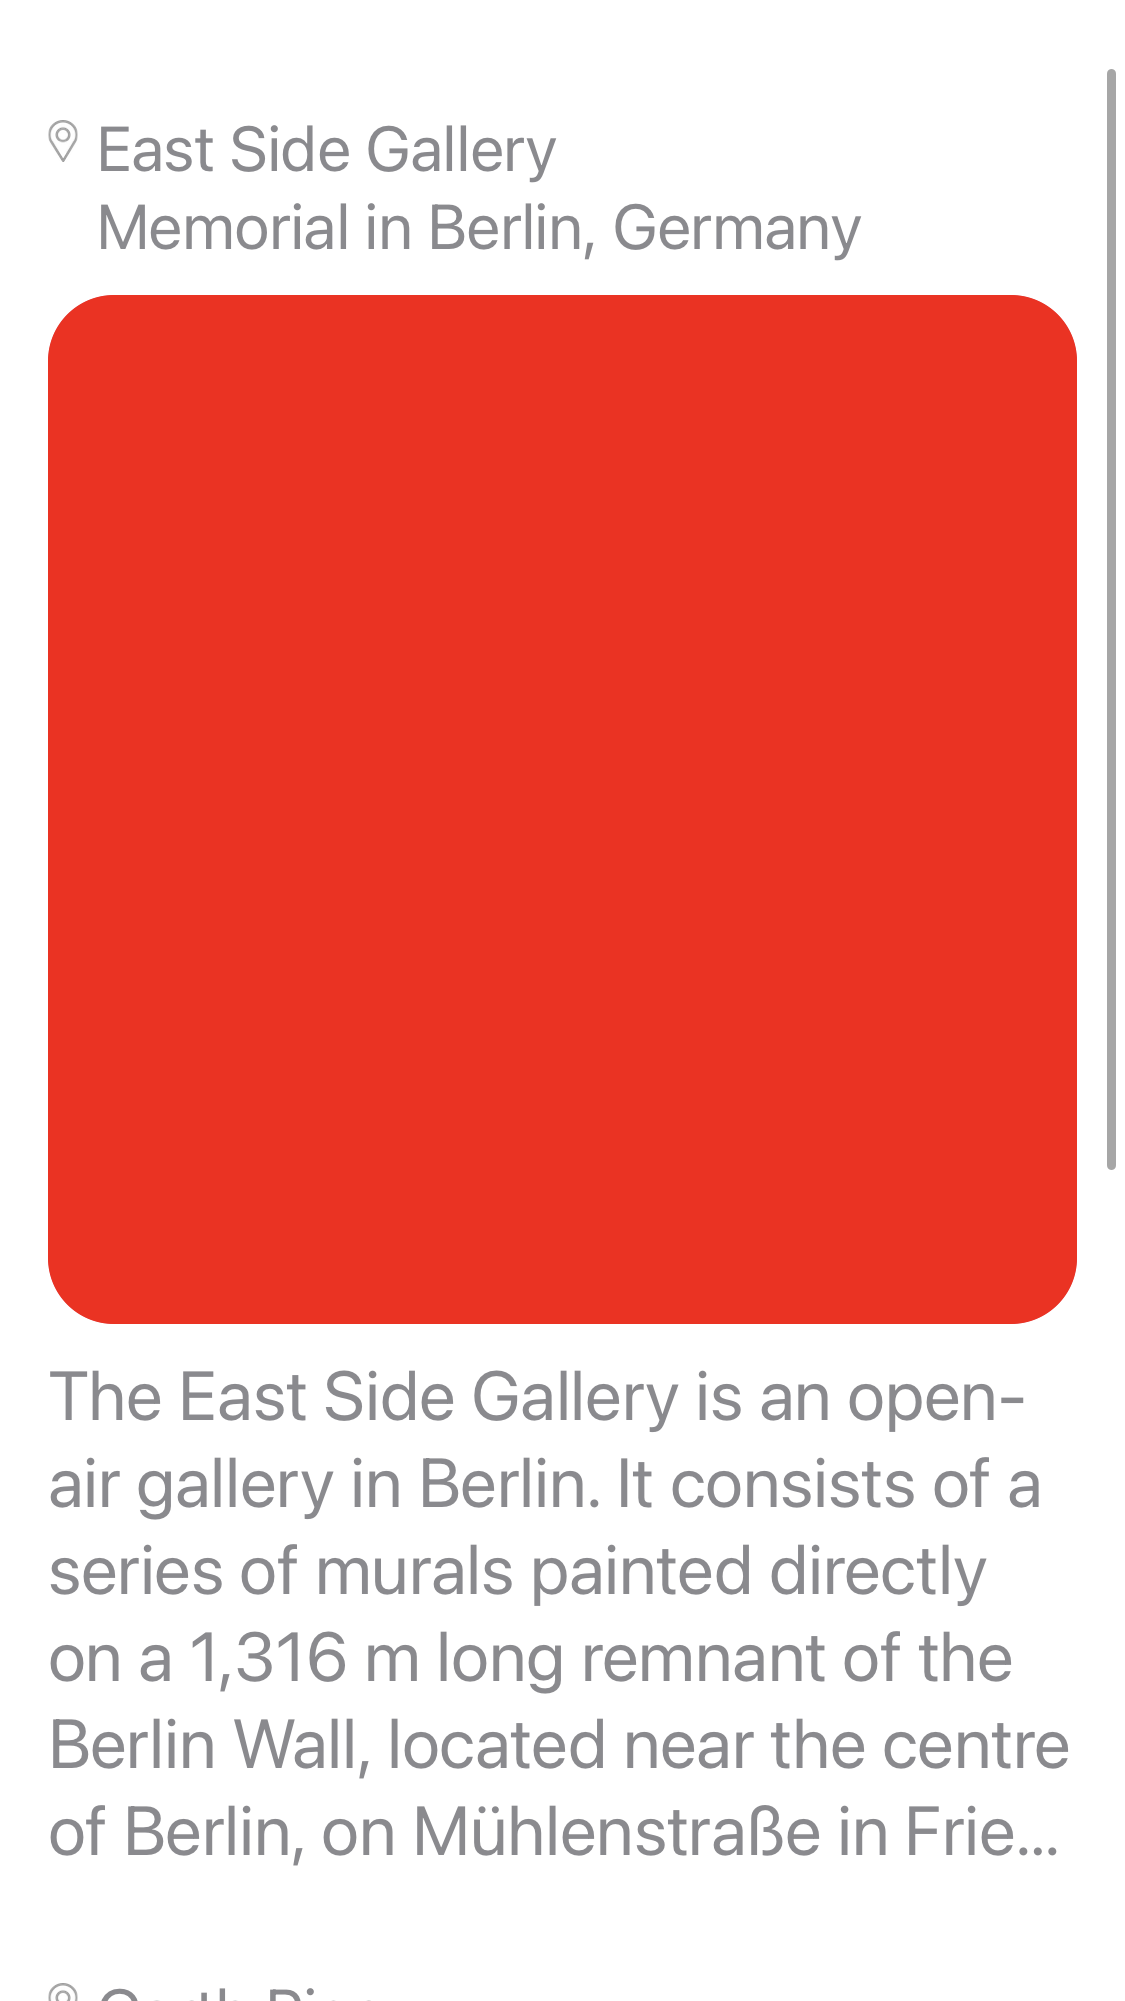 East Side Gallery
Memorial in Berlin, Germany
The East Side Gallery is an open-
air gallery in Berlin. It consists of a
series of murals painted directly
on a 1,316 m long remnant of the
Berlin Wall, located near the centre
of Berlin, on Mühlenstraße in Frie...